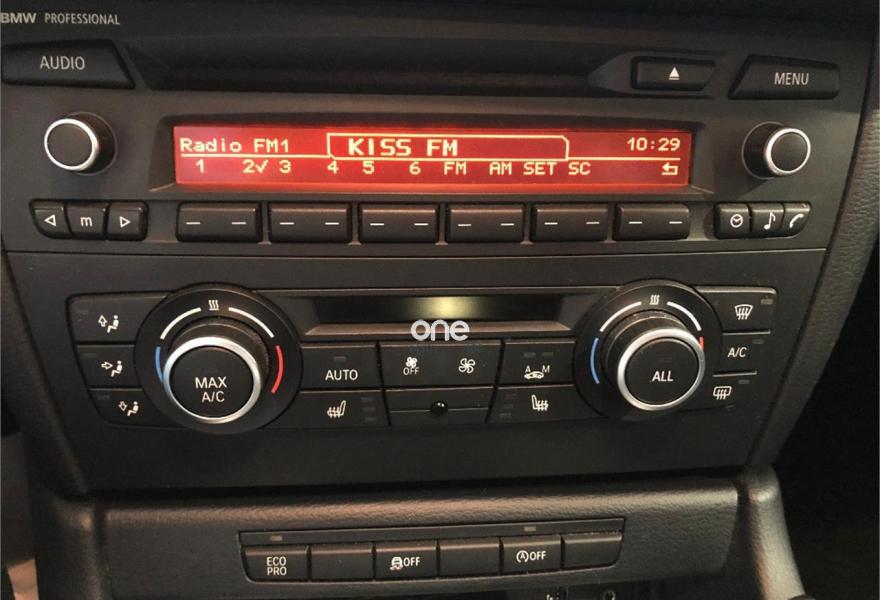 BMW PROFESSIONAL
AUDIO
MENU
Radio FM1 KISS FM 10:29
1 2✓ 3 4 5 6 FM AM SET SC
m
one
MAX
A/C
AUTO
OFF
A M
ALL
A/C
ECO
PRO
OFF
(A) OFF